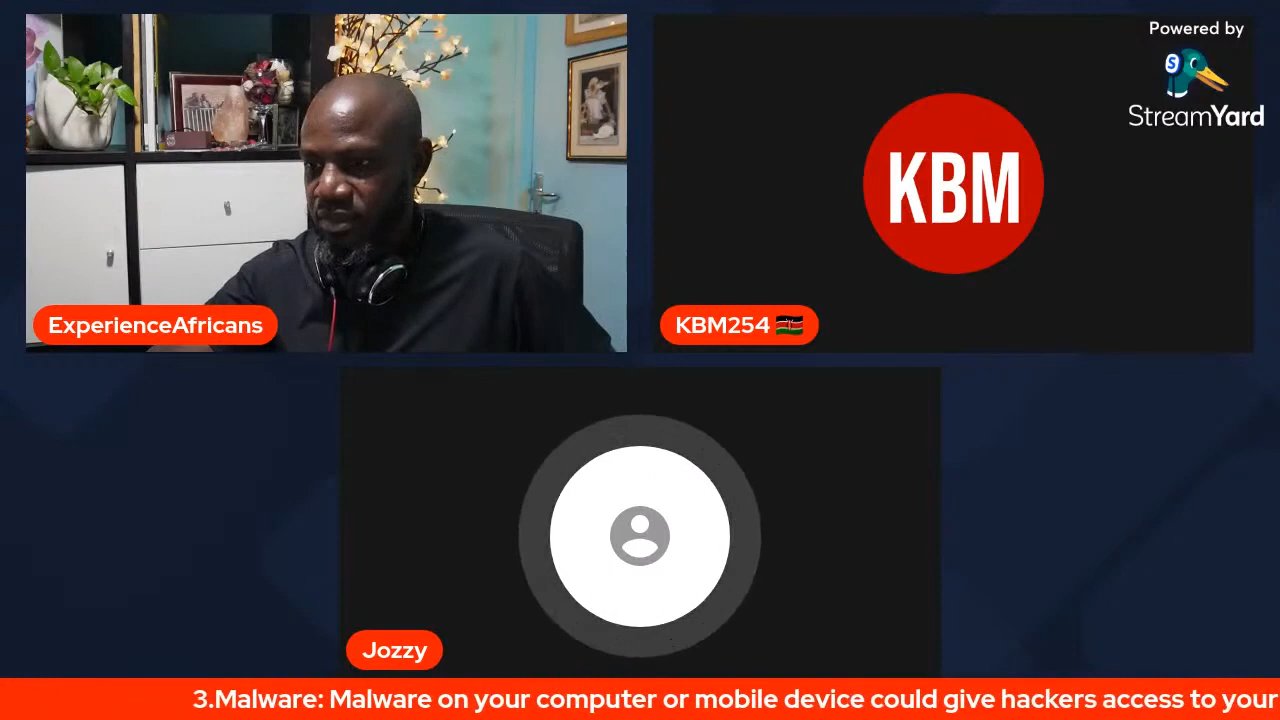 Powered by
S
StreamYard
KBM
ExperienceAfricans
KBM254 🇰🇪
Jozzy
3.Malware: Malware on your computer or mobile device could give hackers access to your